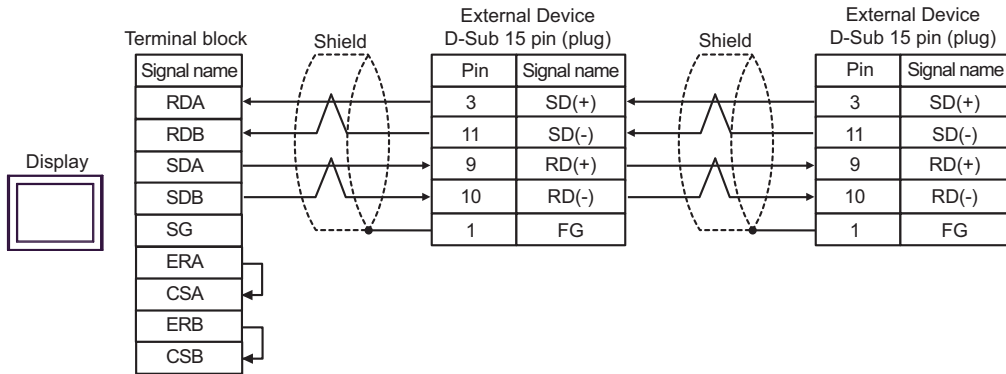 Display
Terminal block
Signal name
RDA
RDB
SDA
SDB
SG
ERA
CSA
ERB
CSB
Shield
External Device
D-Sub 15 pin (plug)
Pin Signal name
3 SD(+)
11 SD(-)
9 RD(+)
10 RD(-)
1 FG
Shield
External Device
D-Sub 15 pin (plug)
Pin Signal name
3 SD(+)
11 SD(-)
9 RD(+)
10 RD(-)
1 FG